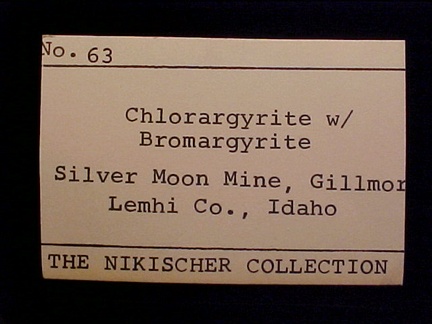 No. 63
Chlorargyrite w/
Bromargyrite
Silver Moon Mine, Gillmor
Lemhi Co., Idaho
THE NIKISCHER COLLECTION